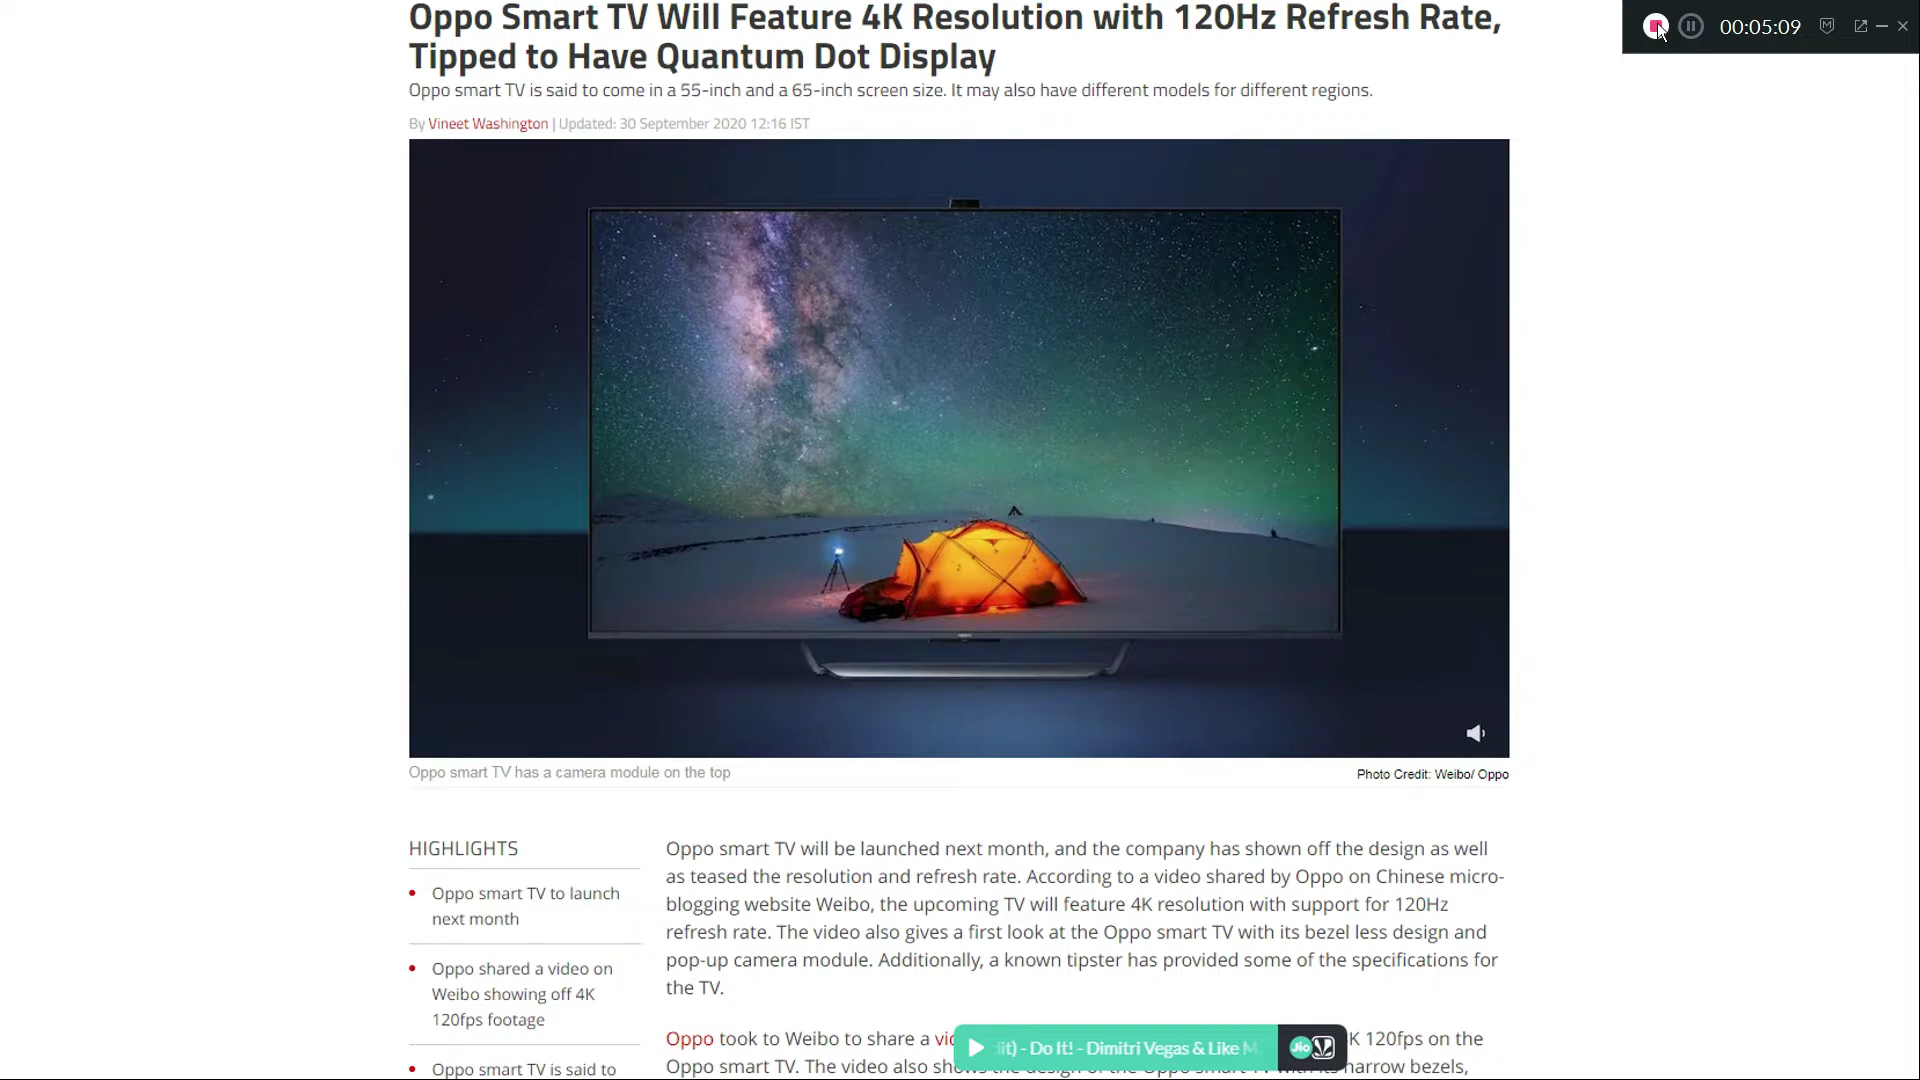 Oppo Smart TV Will Feature 4K Resolution with 120Hz Refresh Rate,
Tipped to Have Quantum Dot Display
Oppo smart TV is said to come in a 55-inch and a 65-inch screen size. It may also have different models for different regions.
By Vineet Washington | Updated: 30 September 2020 12:16 IST
00:05:09
Oppo smart TV has a camera module on the top
Photo Credit: Weibo/ Oppo
HIGHLIGHTS
Oppo smart TV to launch
next month
Oppo shared a video on
Weibo showing off 4K
120fps footage
Oppo smart TV is said to
Oppo smart TV will be launched next month, and the company has shown off the design as well
as teased the resolution and refresh rate. According to a video shared by Oppo on Chinese micro-
blogging website Weibo, the upcoming TV will feature 4K resolution with support for 120Hz
refresh rate. The video also gives a first look at the Oppo smart TV with its bezel less design and
pop-up camera module. Additionally, a known tipster has provided some of the specifications for
the TV.
Oppo took to Weibo to share a K 120fps on the
Oppo smart TV. The video also narrow bezels,
lit) - Do It! - Dimitri Vegas & Like M
Jio